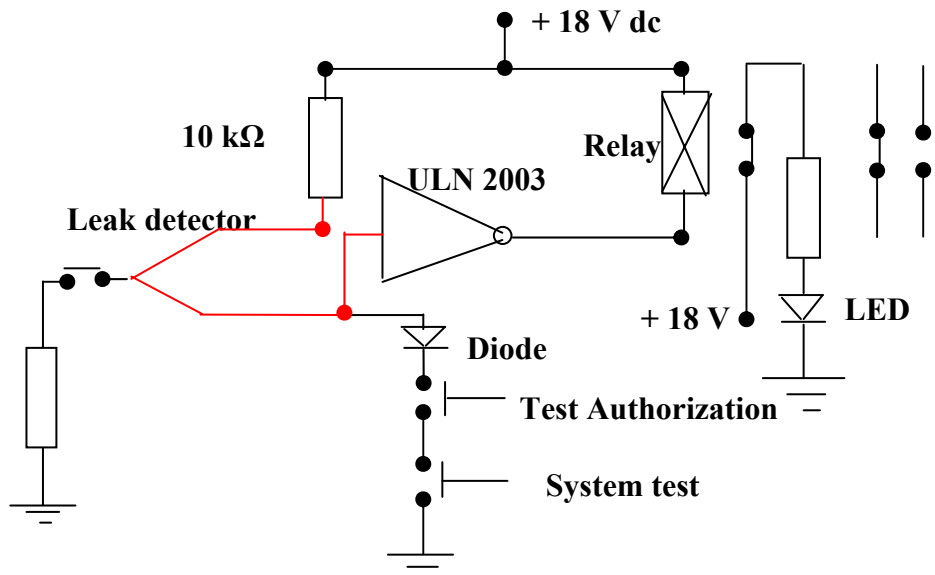 + 18 V dc
10 kΩ
Relay
ULN 2003
Leak detector
+ 18 V
LED
Diode
Test Authorization
System test